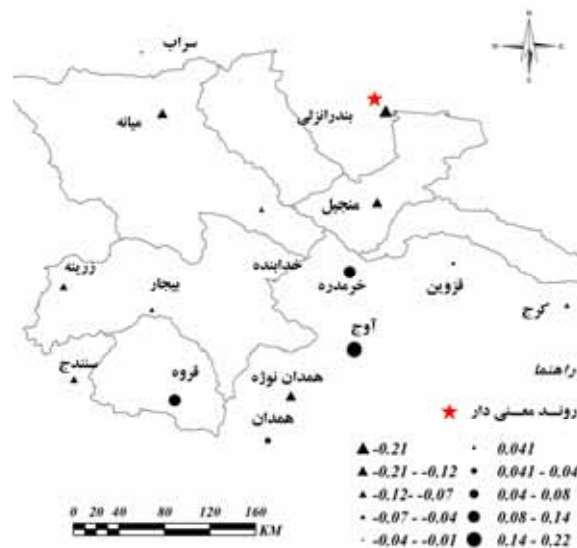 سراب
میانه
بندرانزلی
منجیل
زرینه
خدابنده
بیجار
خرمدره
قزوین
کرج
آوج
سنندج
قروه
همدان نوژه
همدان
راهنما
روند معنی دار
-0.21
0.041
-0.21 - -0.12
0.041 - 0.04
-0.12- -0.07
0.04 - 0.08
-0.07 - -0.04
0.08 - 0.14
-0.04 - -0.01
0.14 - 0.22
0 20 40 80 120 160
KM